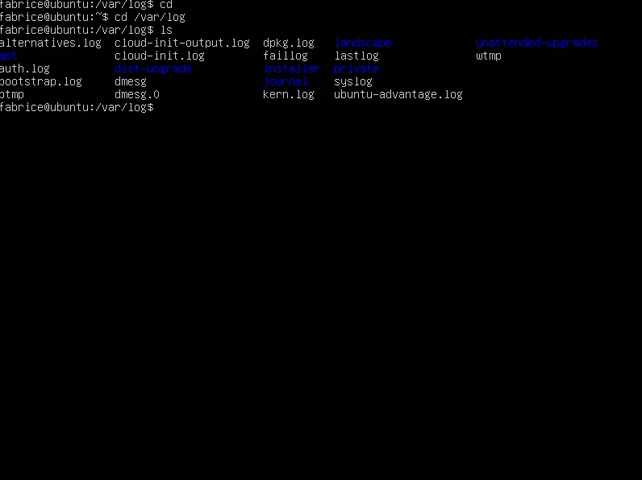 fabrice@ubuntu:/var/log$ cd
fabrice@ubuntu:~$ cd /var/log
fabrice@ubuntu:/var/log$ ls
alternatives.log cloud-init-output.log dpkg.log landscape unattended-upgrades
apt cloud-init.log faillog lastlog wtmp
auth.log dist-upgrade installer private
bootstrap.log dmesg journal syslog
btmp dmesg.0 kern.log ubuntu-advantage.log
fabrice@ubuntu:/var/log$